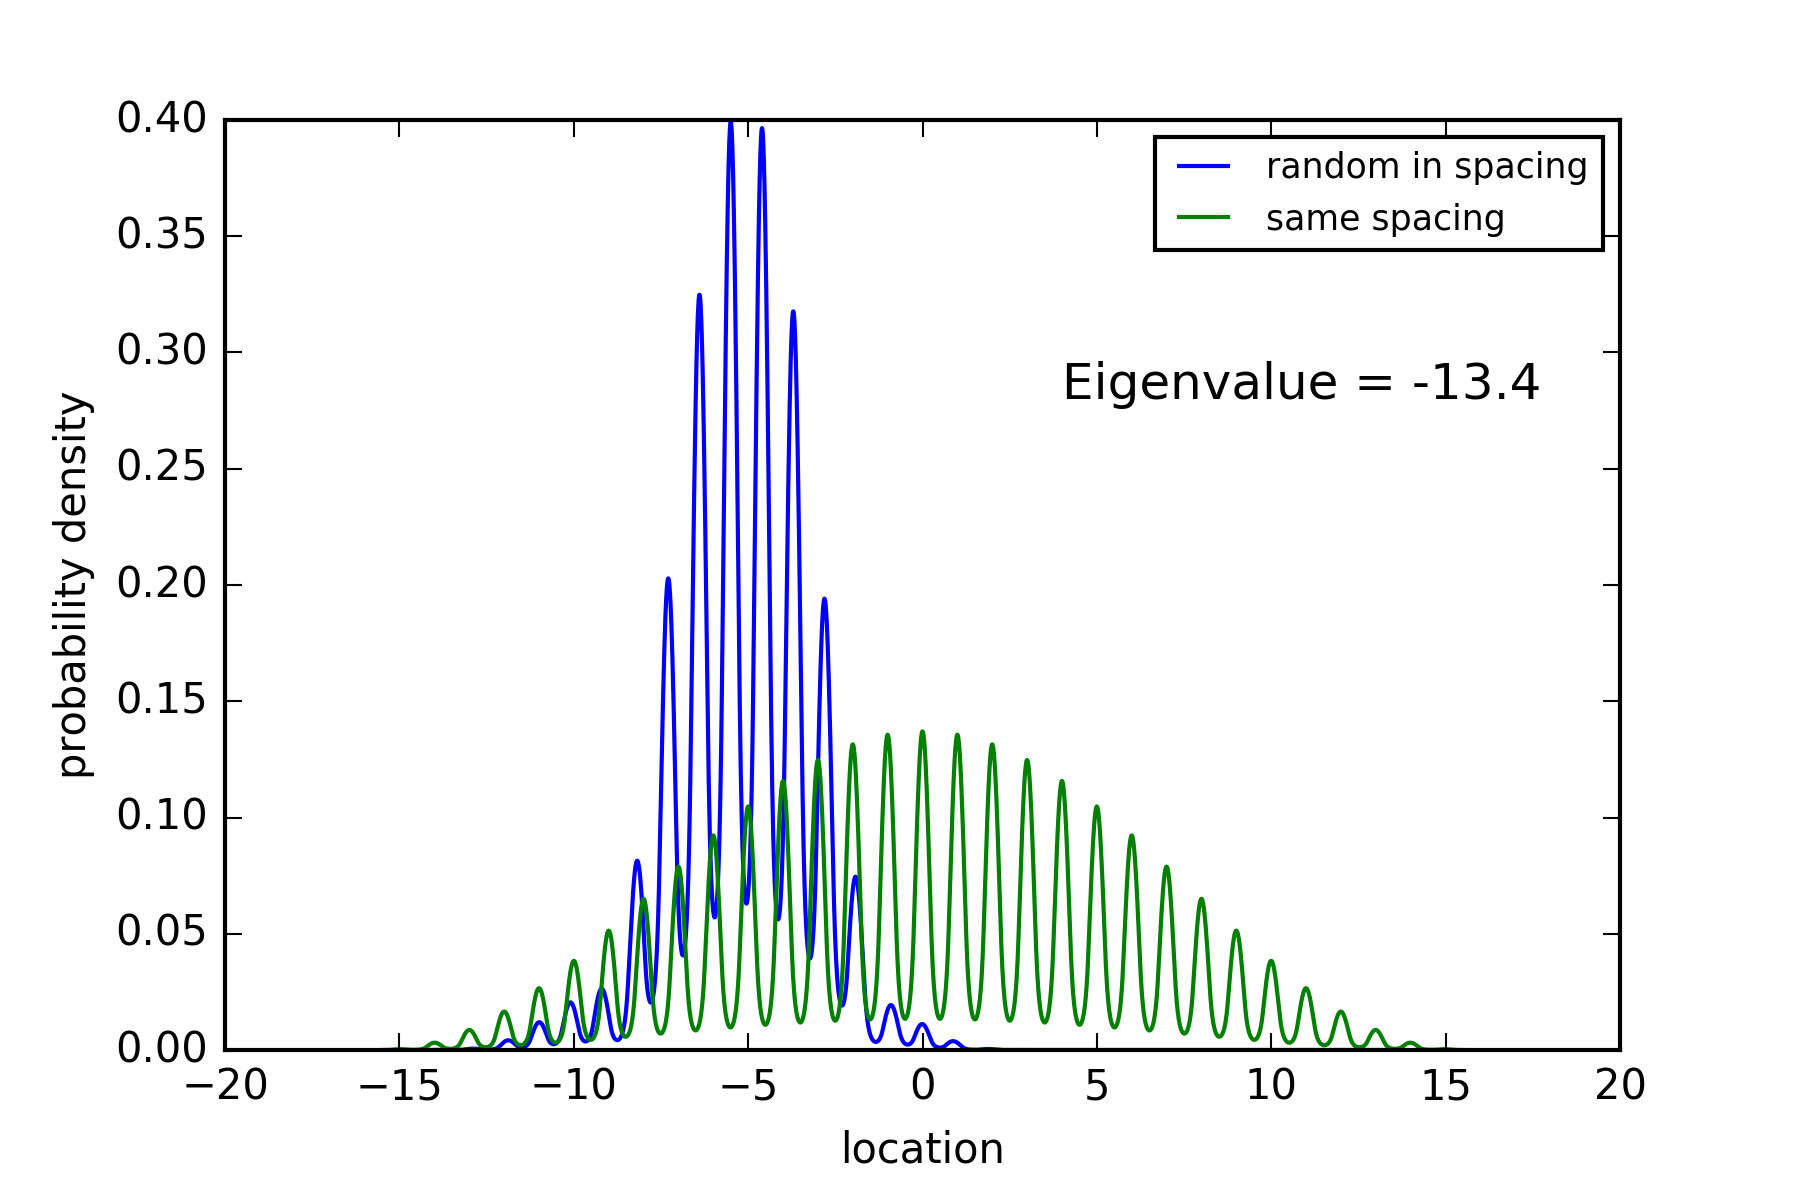 0.40
0.35
0.30
0.25
0.20
0.15
0.10
0.05
0.00
probability density
random in spacing
same spacing
Eigenvalue = -13.4
−20 −15 −10 −5 0 5 10 15 20
location